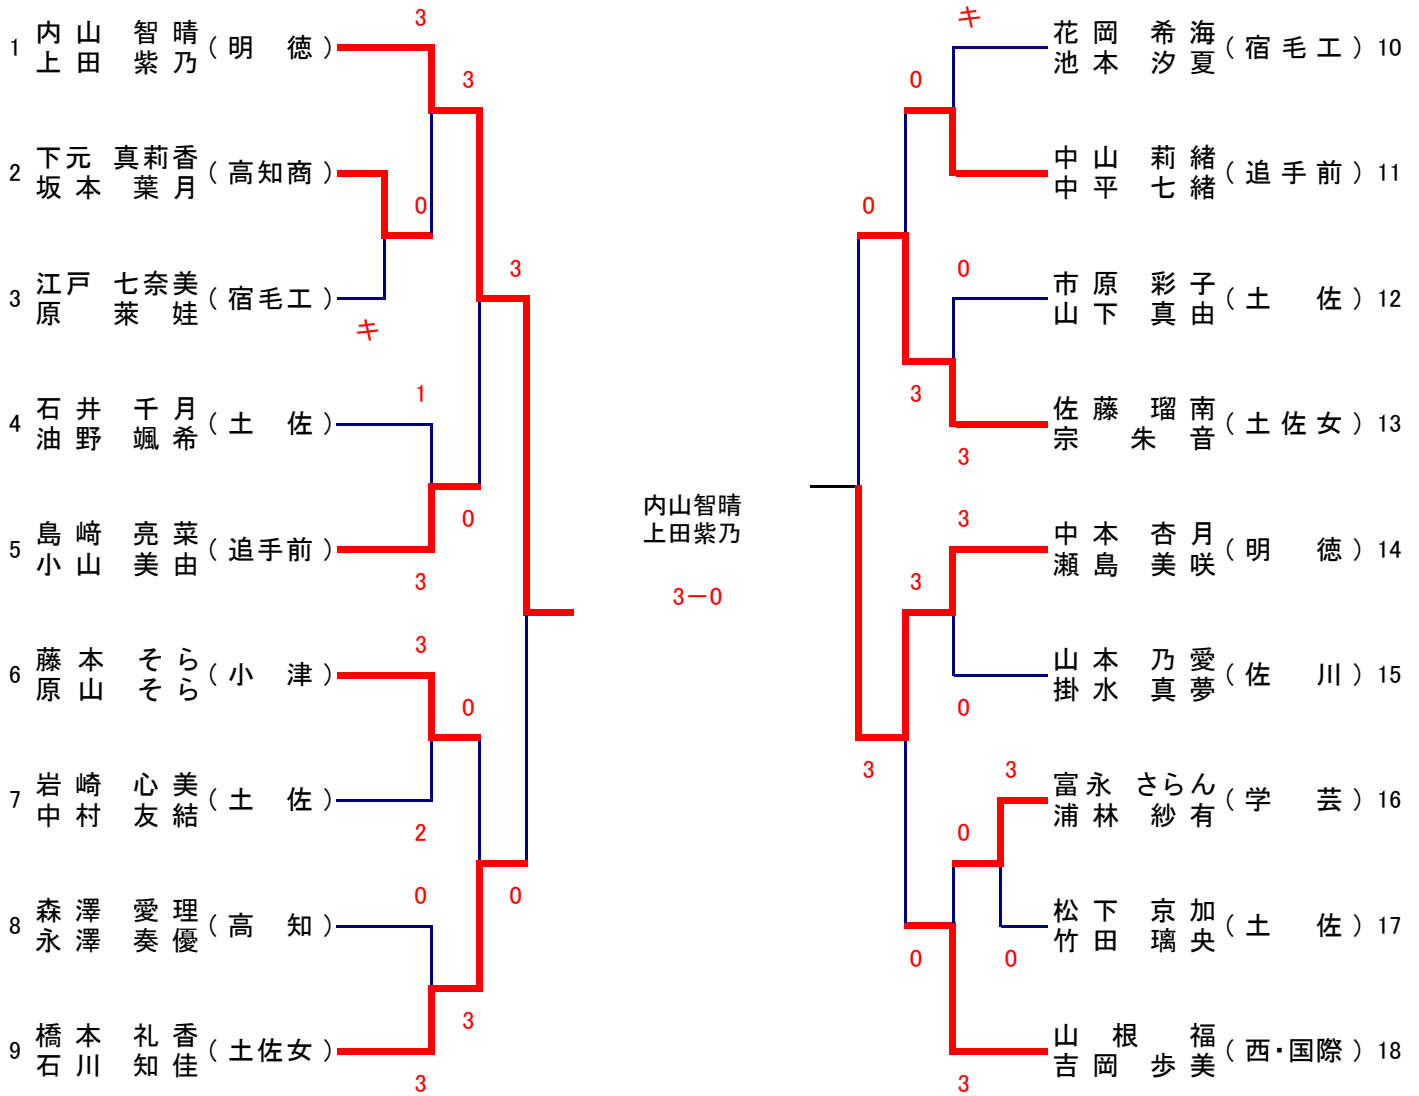 3
1 内山 智晴 (明 徳)
上田 紫乃
3
2 下元 真莉香 (高知商)
坂本 葉月
0
3 江戸 七奈美 (宿毛工)
原 萊娃
3
キ
1
4 石井 千月 (土 佐)
油野 颯希
0
5 島﨑 亮菜 (追手前)
小山 美由
3
3
6 藤本 そら (小 津)
原山 そら
0
7 岩崎 心美 (土 佐)
中村 友結
2
0
0
8 森澤 愛理 (高 知)
永澤 奏優
3
9 橋本 礼香 (土佐女)
石川 知佳
3
内山智晴
上田紫乃
3－0
キ
花岡 希海 (宿毛工) 10
池本 汐夏
0
中山 莉緒 (追手前) 11
中平 七緒
0
0
市原 彩子 (土 佐) 12
山下 真由
3
佐藤 瑠南 (土佐女) 13
宗 朱音
3
3
中本 杏月 (明 徳) 14
瀬島 美咲
3
山本 乃愛 (佐 川) 15
掛水 真夢
0
3
3
富永 さらん (学 芸) 16
浦林 紗有
0
松下 京加 (土 佐) 17
竹田 璃央
0
0
山根 福 (西・国際) 18
吉岡 歩美
3